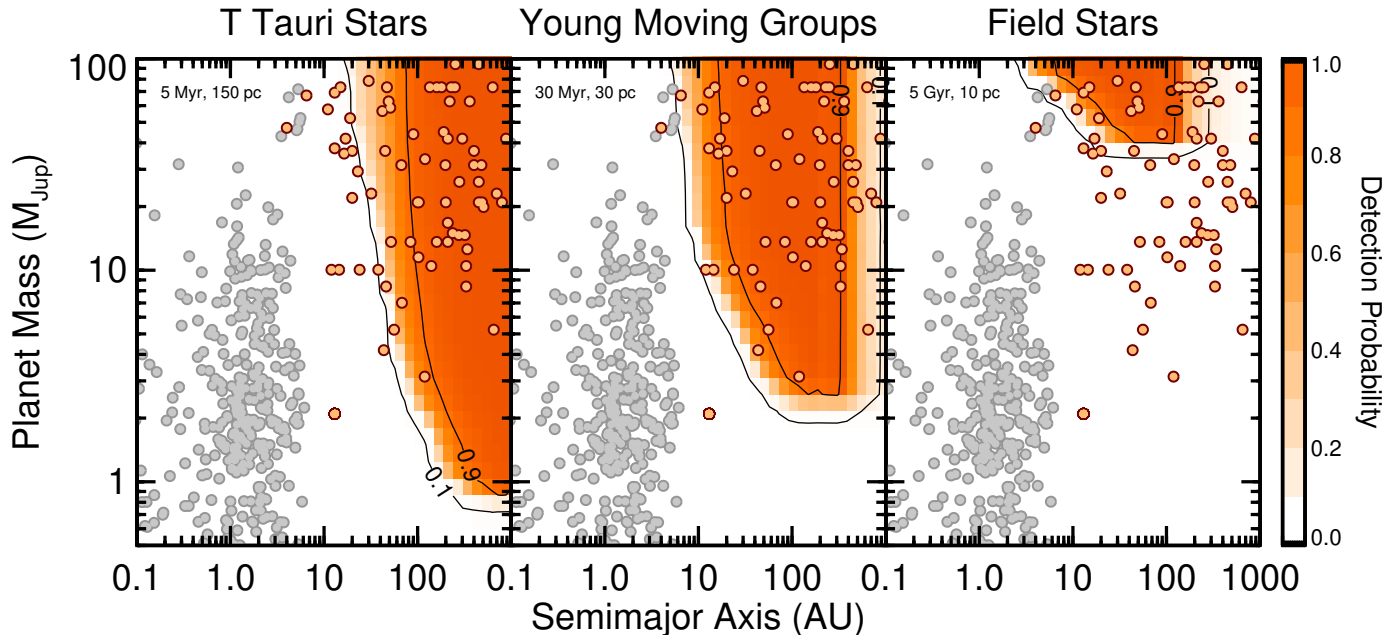 T Tauri Stars
Young Moving Groups
Field Stars
5 Myr, 150 pc
30 Myr, 30 pc
5 Gyr, 10 pc
Planet Mass (M_Jup)
100
10
1
0.9
0.1
0.9
0.9
0.1
1.0
0.8
0.6
0.4
0.2
0.0
Detection Probability
0.1 1.0 10 100 0.1 1.0 10 100 0.1 1.0 10 100 1000
Semimajor Axis (AU)